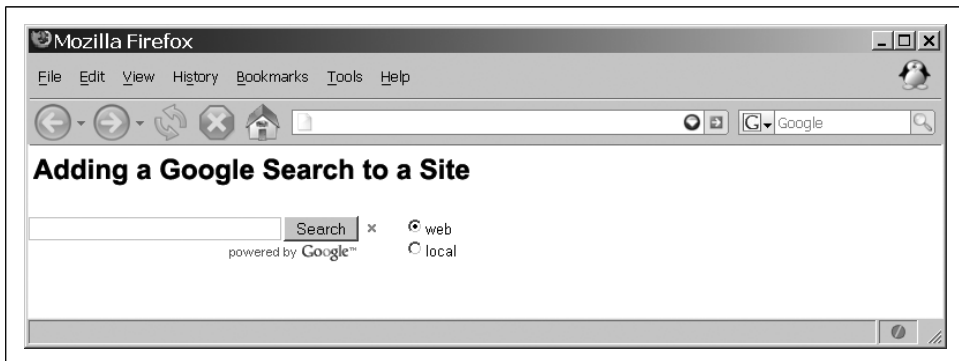 Mozilla Firefox
File Edit View History Bookmarks Tools Help
G Google
Adding a Google Search to a Site
Search × web
powered by Google™ local